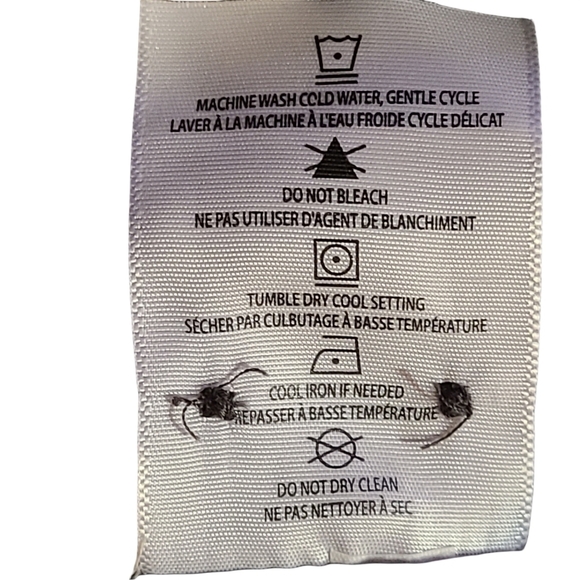 MACHINE WASH COLD WATER, GENTLE CYCLE
LAVER À LA MACHINE À L'EAU FROIDE CYCLE DÉLICAT
DO NOT BLEACH
NE PAS UTILISER D'AGENT DE BLANCHIMENT
TUMBLE DRY COOL SETTING
SÉCHER PAR CULBUTAGE À BASSE TEMPÉRATURE
COOL IRON IF NEEDED
REPASSER À BASSE TEMPÉRATURE
DO NOT DRY CLEAN
NE PAS NETTOYER À SEC